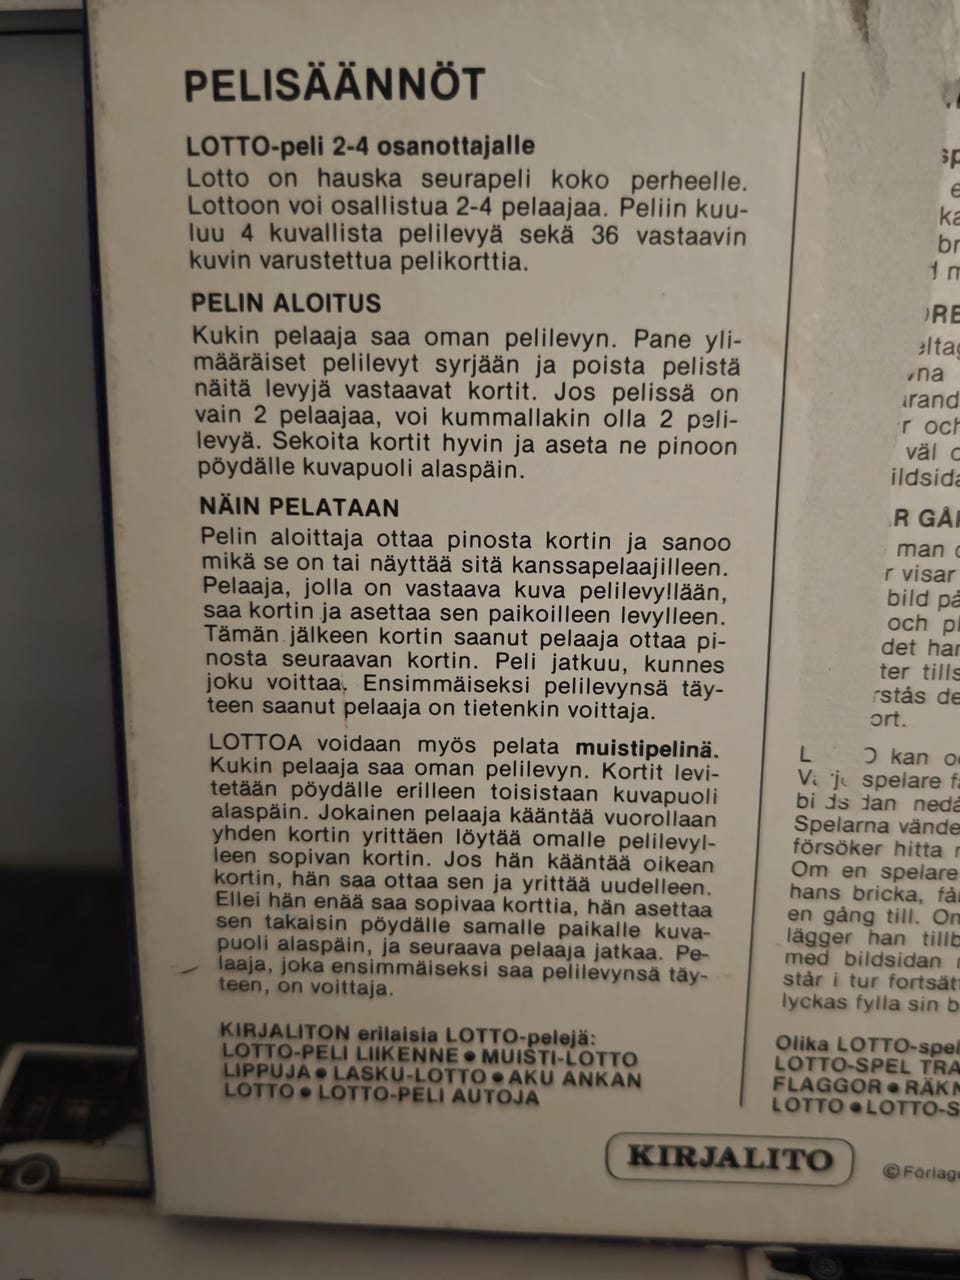 PELISÄÄNNÖT
LOTTO-peli 2-4 osanottajalle
Lotto on hauska seurapeli koko perheelle.
Lottoon voi osallistua 2-4 pelaajaa. Peliin kuu-
luu 4 kuvallista pelilevyä sekä 36 vastaavin
kuvin varustettua pelikorttia.
PELIN ALOITUS
Kukin pelaaja saa oman pelilevyn. Pane yli-
määräiset pelilevyt syrjään ja poista pelistä
näitä levyjä vastaavat kortit. Jos pelissä on
vain 2 pelaajaa, voi kummallakin olla 2 peli-
levyä. Sekoita kortit hyvin ja aseta ne pinoon
pöydälle kuvapuoli alaspäin.
NÄIN PELATAAN
Pelin aloittaja ottaa pinosta kortin ja sanoo
mikä se on tai näyttää sitä kanssapelaajilleen.
Pelaaja, jolla on vastaava kuva pelilevyllään,
saa kortin ja asettaa sen paikoilleen levylleen.
Tämän jälkeen kortin saanut pelaaja ottaa pi-
nosta seuraavan kortin. Peli jatkuu, kunnes
joku voittaa. Ensimmäiseksi pelilevynsä täy-
teen saanut pelaaja on tietenkin voittaja.
LOTTOA voidaan myös pelata muistipelinä.
Kukin pelaaja saa oman pelilevyn. Kortit levi-
tetään pöydälle erilleen toisistaan kuvapuoli
alaspäin. Jokainen pelaaja kääntää vuorollaan
yhden kortin yrittäen löytää omalle pelilevyl-
leen sopivan kortin. Jos hän kääntää oikean
kortin, hän saa ottaa sen ja yrittää uudelleen.
Ellei hän enää saa sopivaa korttia, hän asettaa
sen takaisin pöydälle samalle paikalle kuva-
puoli alaspäin, ja seuraava pelaaja jatkaa. Pe-
laaja, joka ensimmäiseksi saa pelilevynsä täy-
teen, on voittaja.
KIRJALITON erilaisia LOTTO-pelejä:
LOTTO-PELI LIIKENNE • MUISTI-LOTTO
LIPPUJA • LASKU-LOTTO • AKU ANKAN
LOTTO • LOTTO-PELI AUTOJA
R GÅ
man
visar
bild på
och
det
ter
ort.
kan
spelare
Spelarna
försöker hitta
Om en spelare
hans bricka,
en gång till.
lägger han
med bildsidan
står i tur
lyckas fylla sin
Olika LOTTO-spel
LOTTO-SPEL
FLAGGOR •
LOTTO • LOTTO-S
KIRJALITO
©